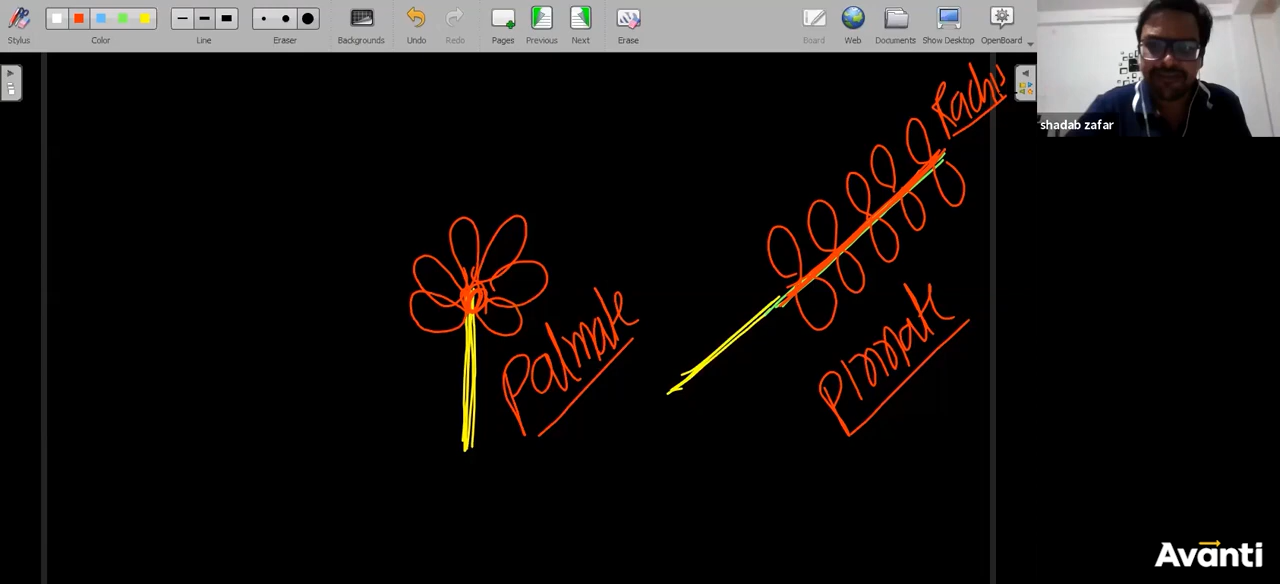 Stylus
Color
Line
Eraser
Backgrounds
Undo
Redo
Pages
Previous
Next
Erase
Board
Web
Documents
Show Desktop
OpenBoard
shadab zafar
Rachis
Palmate
Pinnate
Avanti